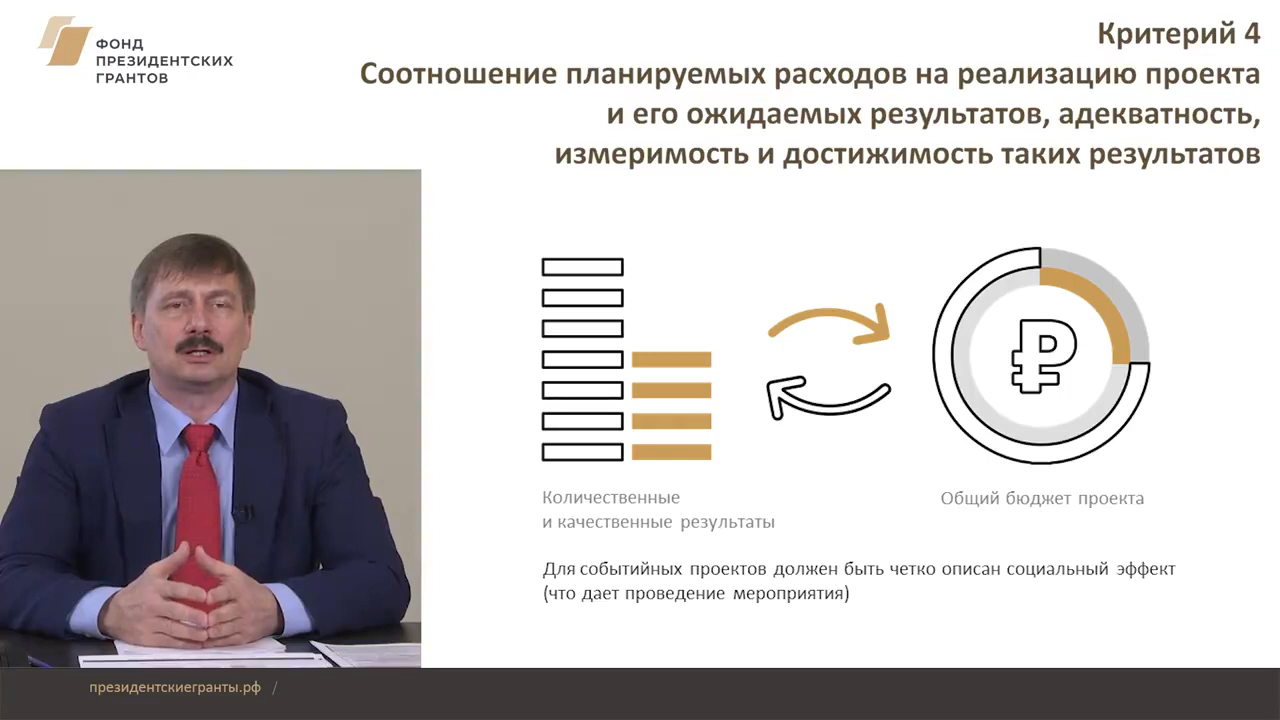 ФОНД
ПРЕЗИДЕНТСКИХ
ГРАНТОВ
Критерий 4
Соотношение планируемых расходов на реализацию проекта
и его ожидаемых результатов, адекватность,
измеримость и достижимость таких результатов
Количественные
и качественные результаты
Общий бюджет проекта
Для событийных проектов должен быть четко описан социальный эффект
(что дает проведение мероприятия)
президентскиегранты.рф /